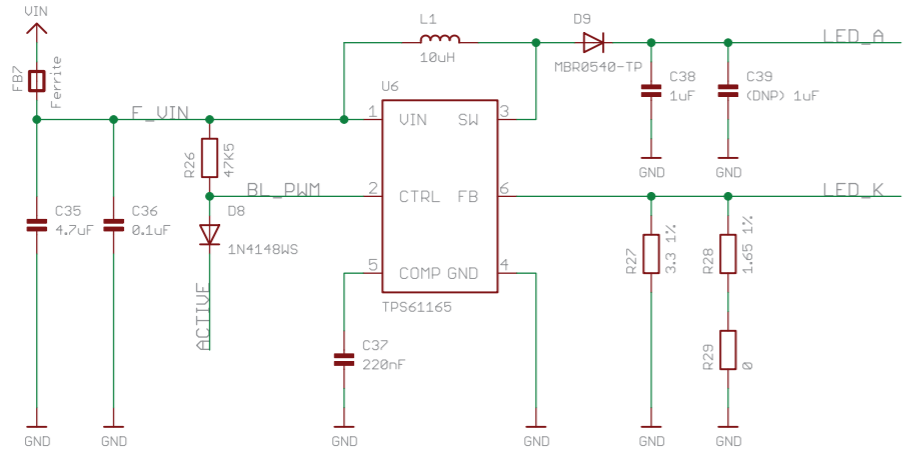 VIN
L1
D9
LED_A
10uH
MBR0540-TP
FB7
Ferrite
C38
1uF
C39
(DNP) 1uF
U6
F_VIN
1
VIN
SW
3
R26
47K5
GND
GND
BL_PWM
2
CTRL
FB
6
LED_K
C35
4.7uF
C36
0.1uF
D8
1N4148WS
R27
3.3 1%
R28
1.65 1%
5
COMP
GND
4
ACTIVE
TPS61165
C37
220nF
R29
0
GND
GND
GND
GND
GND
GND